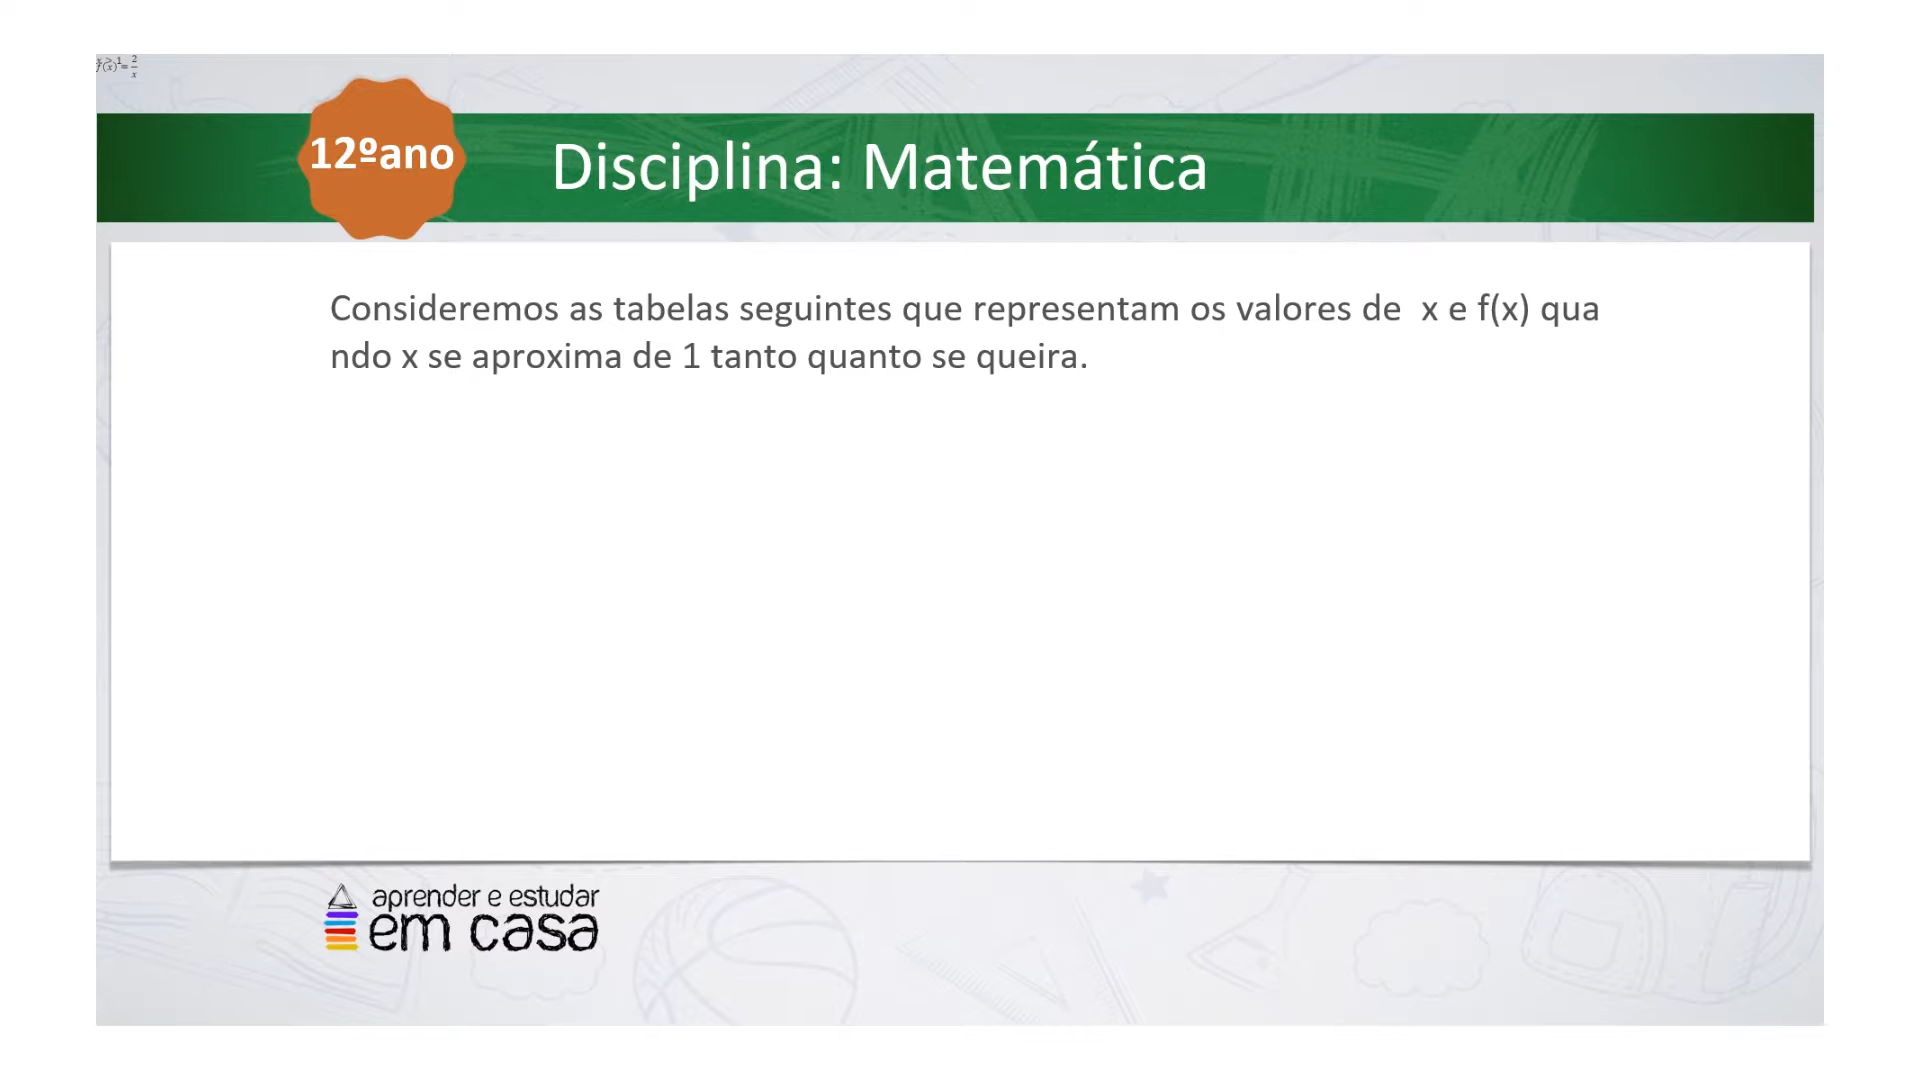 12ºano
Disciplina: Matemática
Consideremos as tabelas seguintes que representam os valores de x e f(x) qua
ndo x se aproxima de 1 tanto quanto se queira.
aprender e estudar
em casa